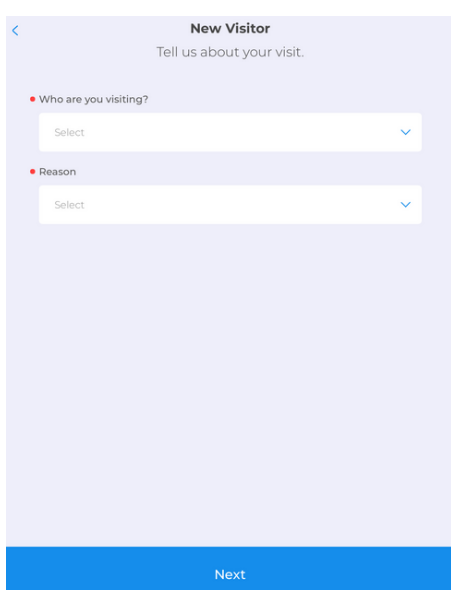 New Visitor
Tell us about your visit.
Who are you visiting?
Select
Reason
Select
Next